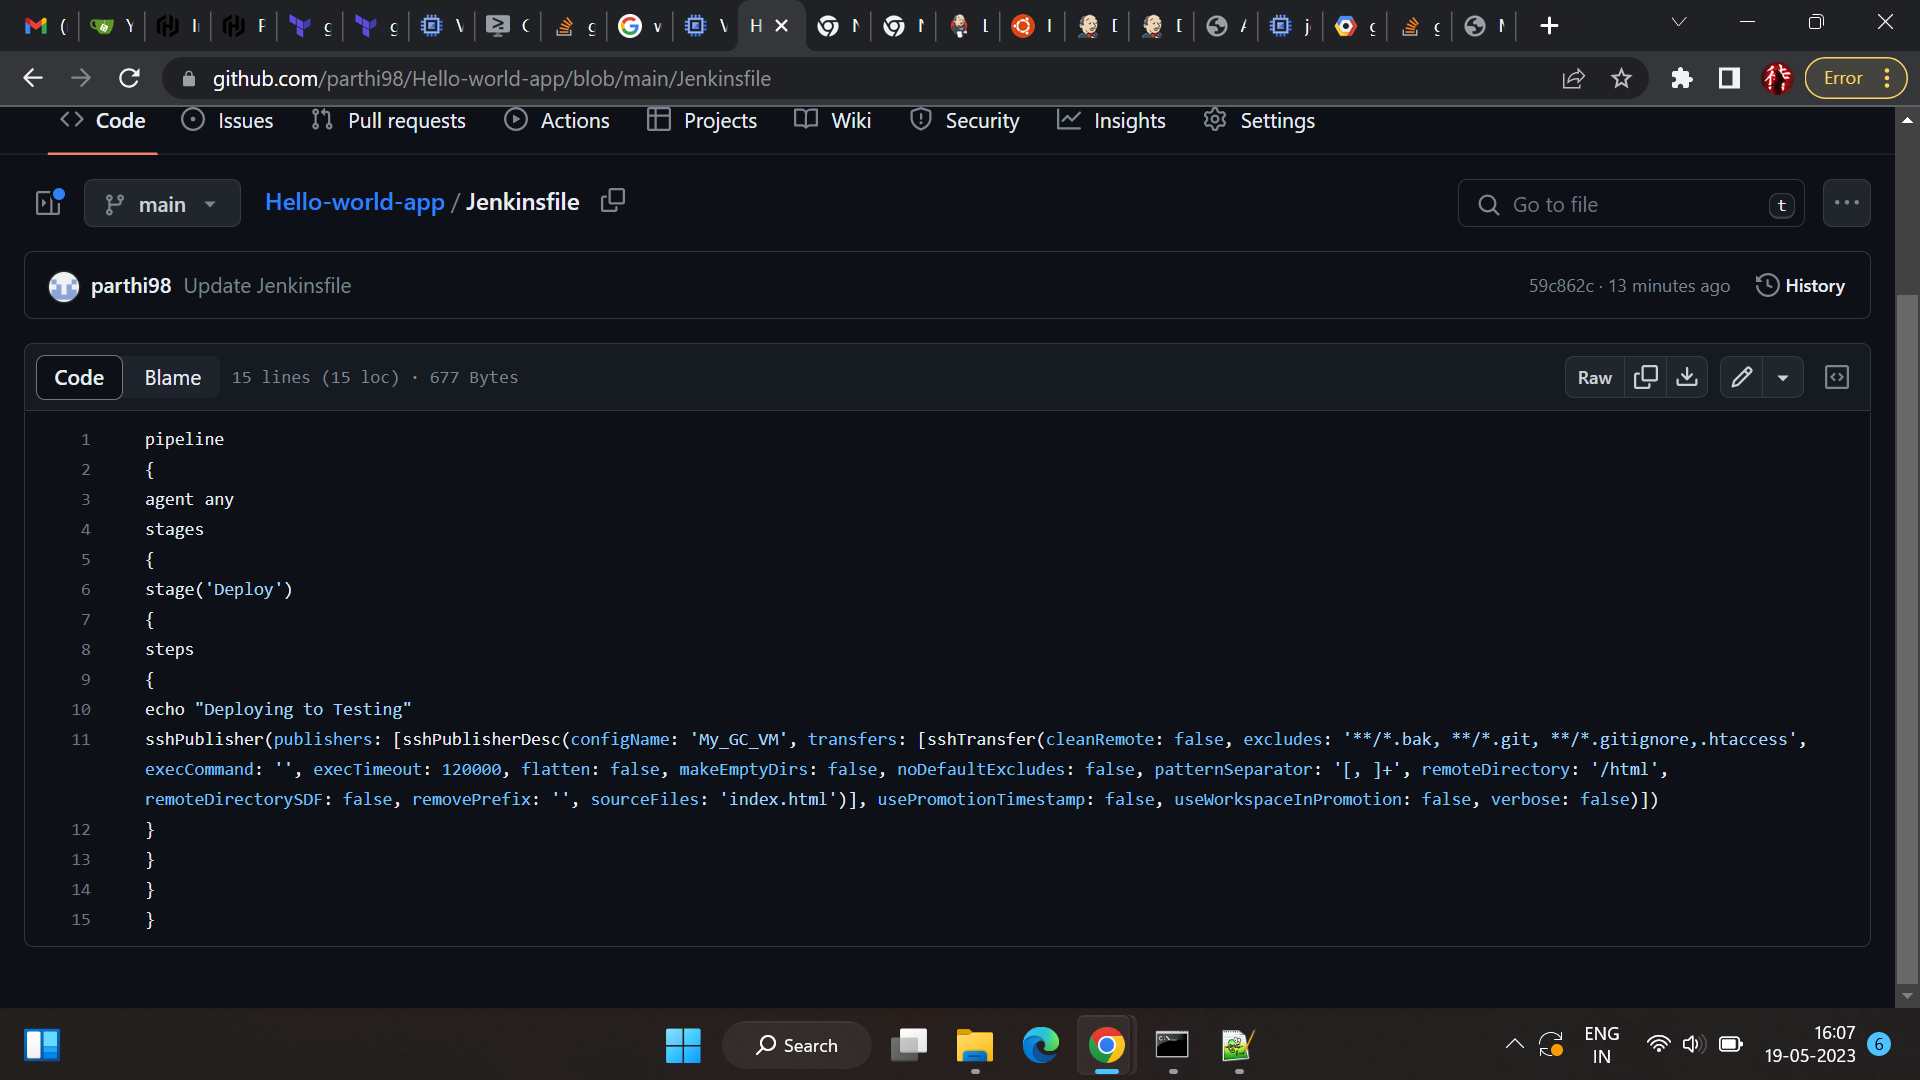 Error
github.com/parthi98/Hello-world-app/blob/main/Jenkinsfile
Code
Issues
Pull requests
Actions
Projects
Wiki
Security
Insights
Settings
main
Hello-world-app / Jenkinsfile
Go to file
t
parthi98 Update Jenkinsfile
59c862c · 13 minutes ago
History
Code
Blame
15 lines (15 loc) · 677 Bytes
Raw
1 pipeline
2 {
3 agent any
4 stages
5 {
6 stage('Deploy')
7 {
8 steps
9 {
10 echo "Deploying to Testing"
11 sshPublisher(publishers: [sshPublisherDesc(configName: 'My_GC_VM', transfers: [sshTransfer(cleanRemote: false, excludes: '**/*.bak, **/*.git, **/*.gitignore,.htaccess',
execCommand: '', execTimeout: 120000, flatten: false, makeEmptyDirs: false, noDefaultExcludes: false, patternSeparator: '[, ]+', remoteDirectory: '/html',
remoteDirectorySDF: false, removePrefix: '', sourceFiles: 'index.html')], usePromotionTimestamp: false, useWorkspaceInPromotion: false, verbose: false)])
12 }
13 }
14 }
15 }
Search
ENG
IN
16:07
19-05-2023
6